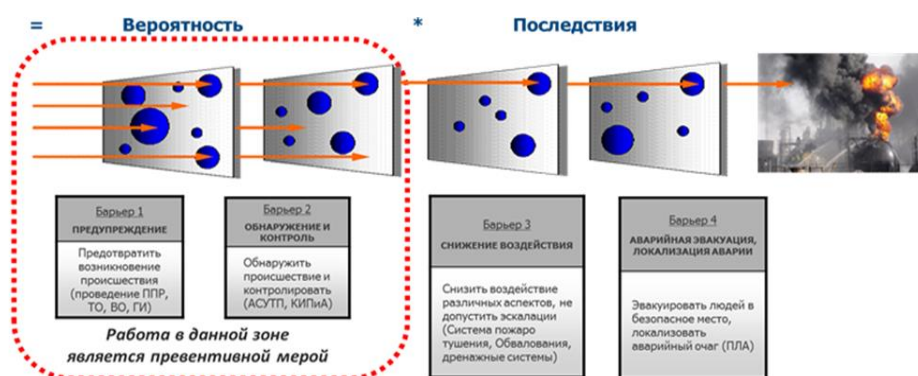 = Вероятность * Последствия
Барьер 1
ПРЕДУПРЕЖДЕНИЕ
Предотвратить
возникновение
происшествия
(проведение ППР,
ТО, ВО, ГИ)
Барьер 2
ОБНАРУЖЕНИЕ И
КОНТРОЛЬ
Обнаружить
происшествие и
контролировать
(АСУТП, КИПиА)
Работа в данной зоне
является превентивной мерой
Барьер 3
СНИЖЕНИЕ ВОЗДЕЙСТВИЯ
Снизить воздействие
различных аспектов, не
допустить эскалации
(Система пожаро
тушения, Обвалования,
дренажные системы)
Барьер 4
АВАРИЙНАЯ ЭВАКУАЦИЯ,
ЛОКАЛИЗАЦИЯ АВАРИИ
Эвакуировать людей в
безопасное место,
локализовать
аварийный очаг (ПЛА)